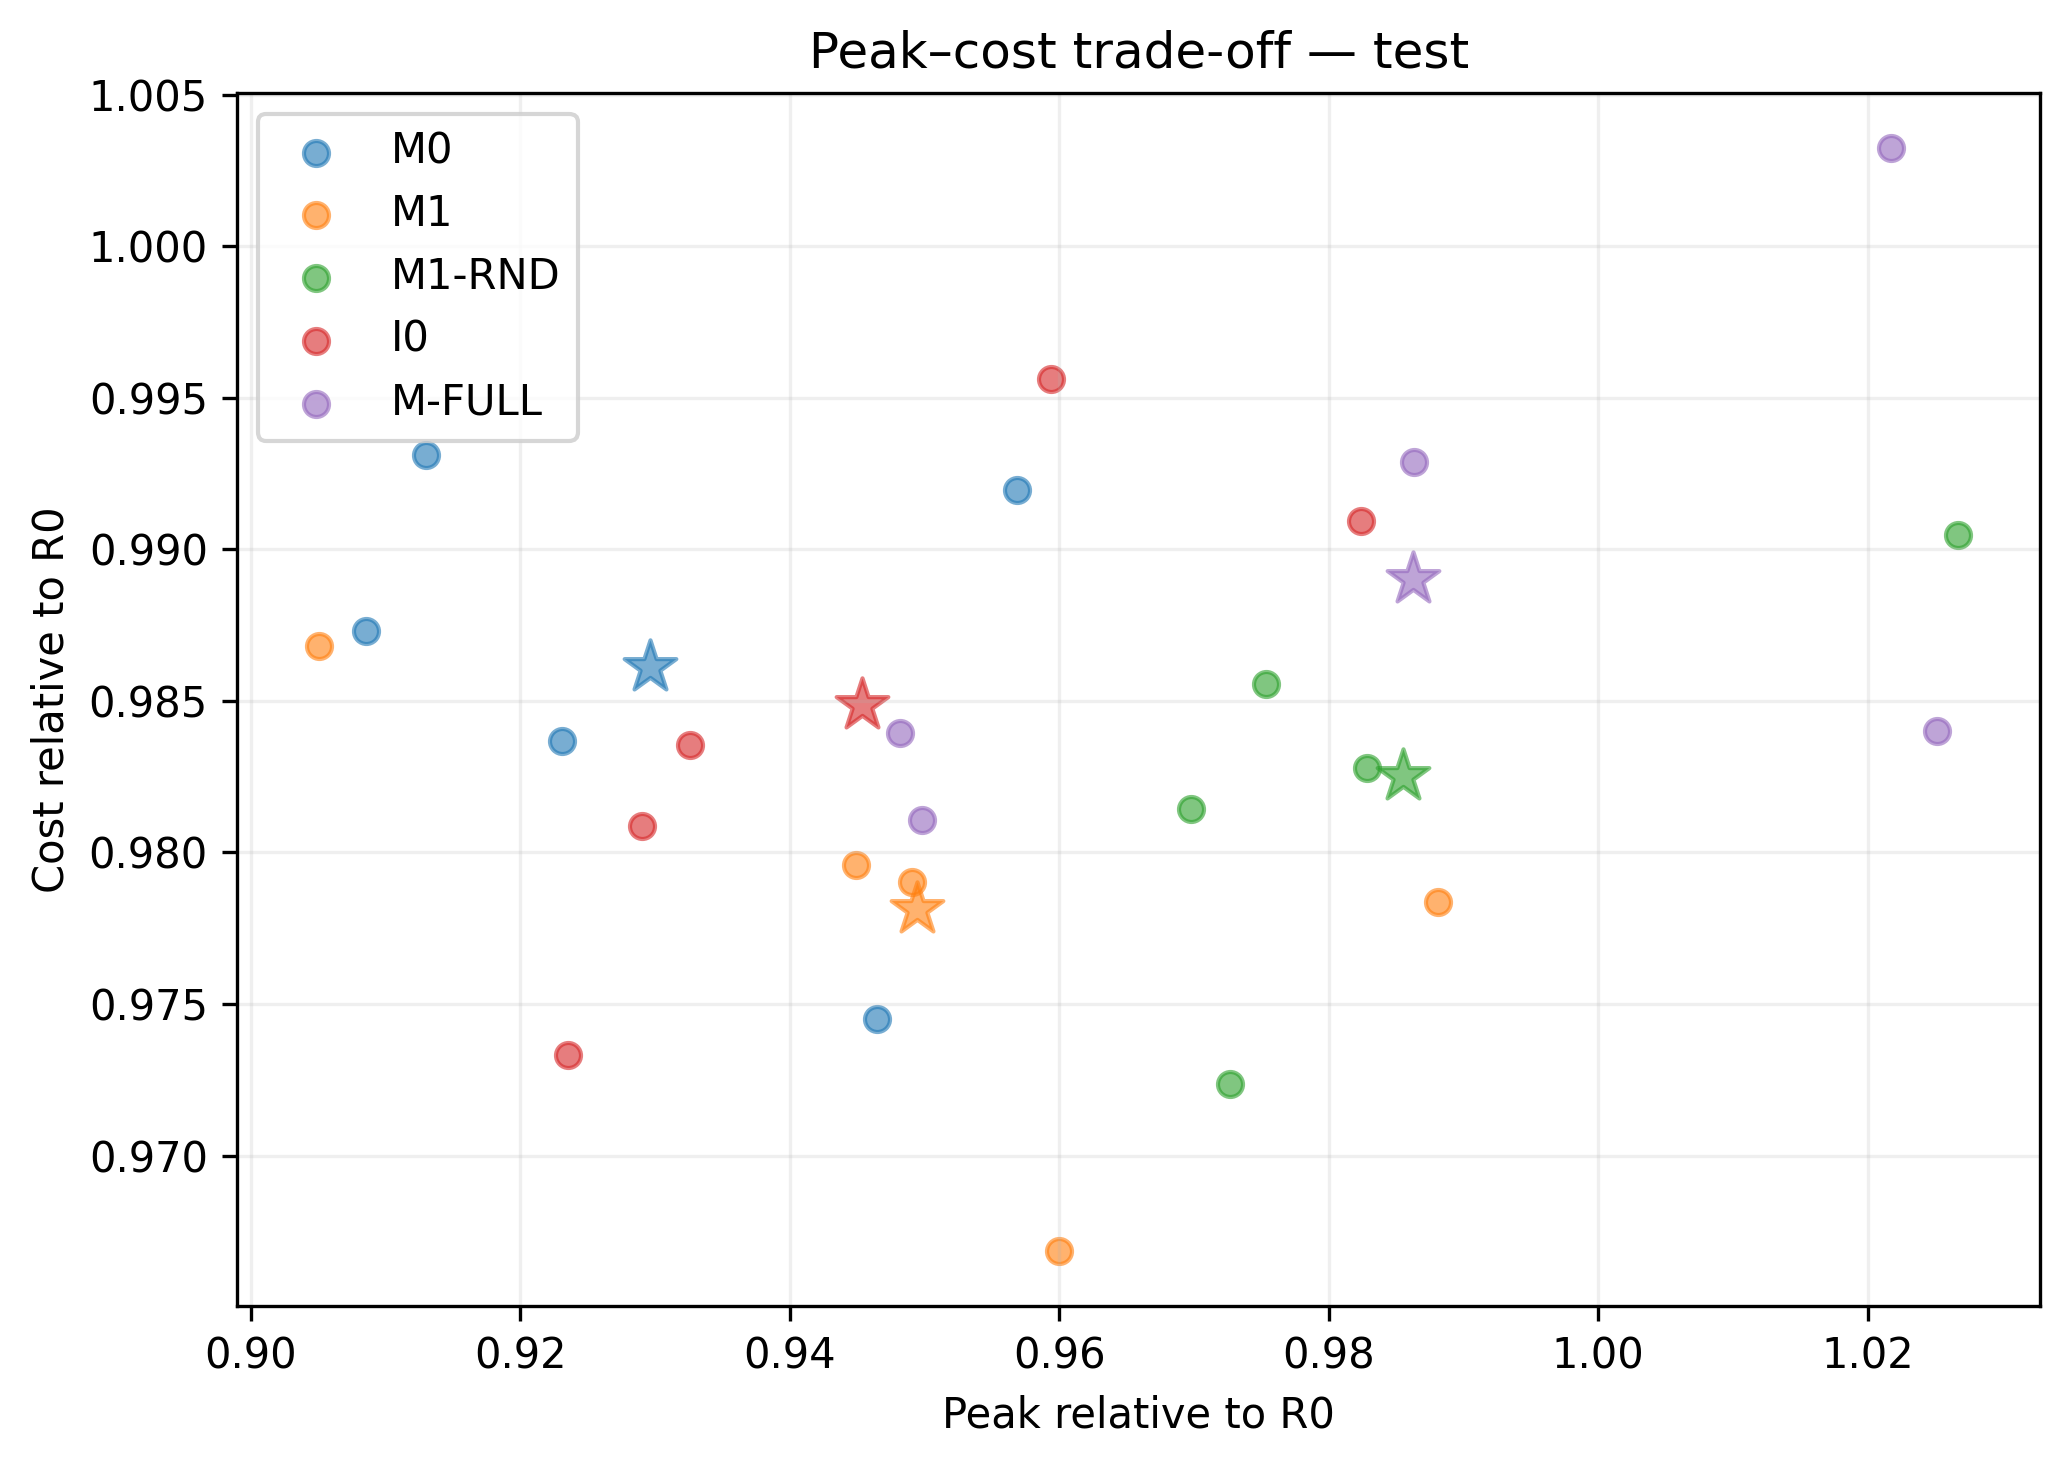 Peak–cost trade-off — test
1.005
1.000
0.995
0.990
0.985
0.980
0.975
0.970
Cost relative to R0
M0
M1
M1-RND
I0
M-FULL
0.90 0.92 0.94 0.96 0.98 1.00 1.02
Peak relative to R0